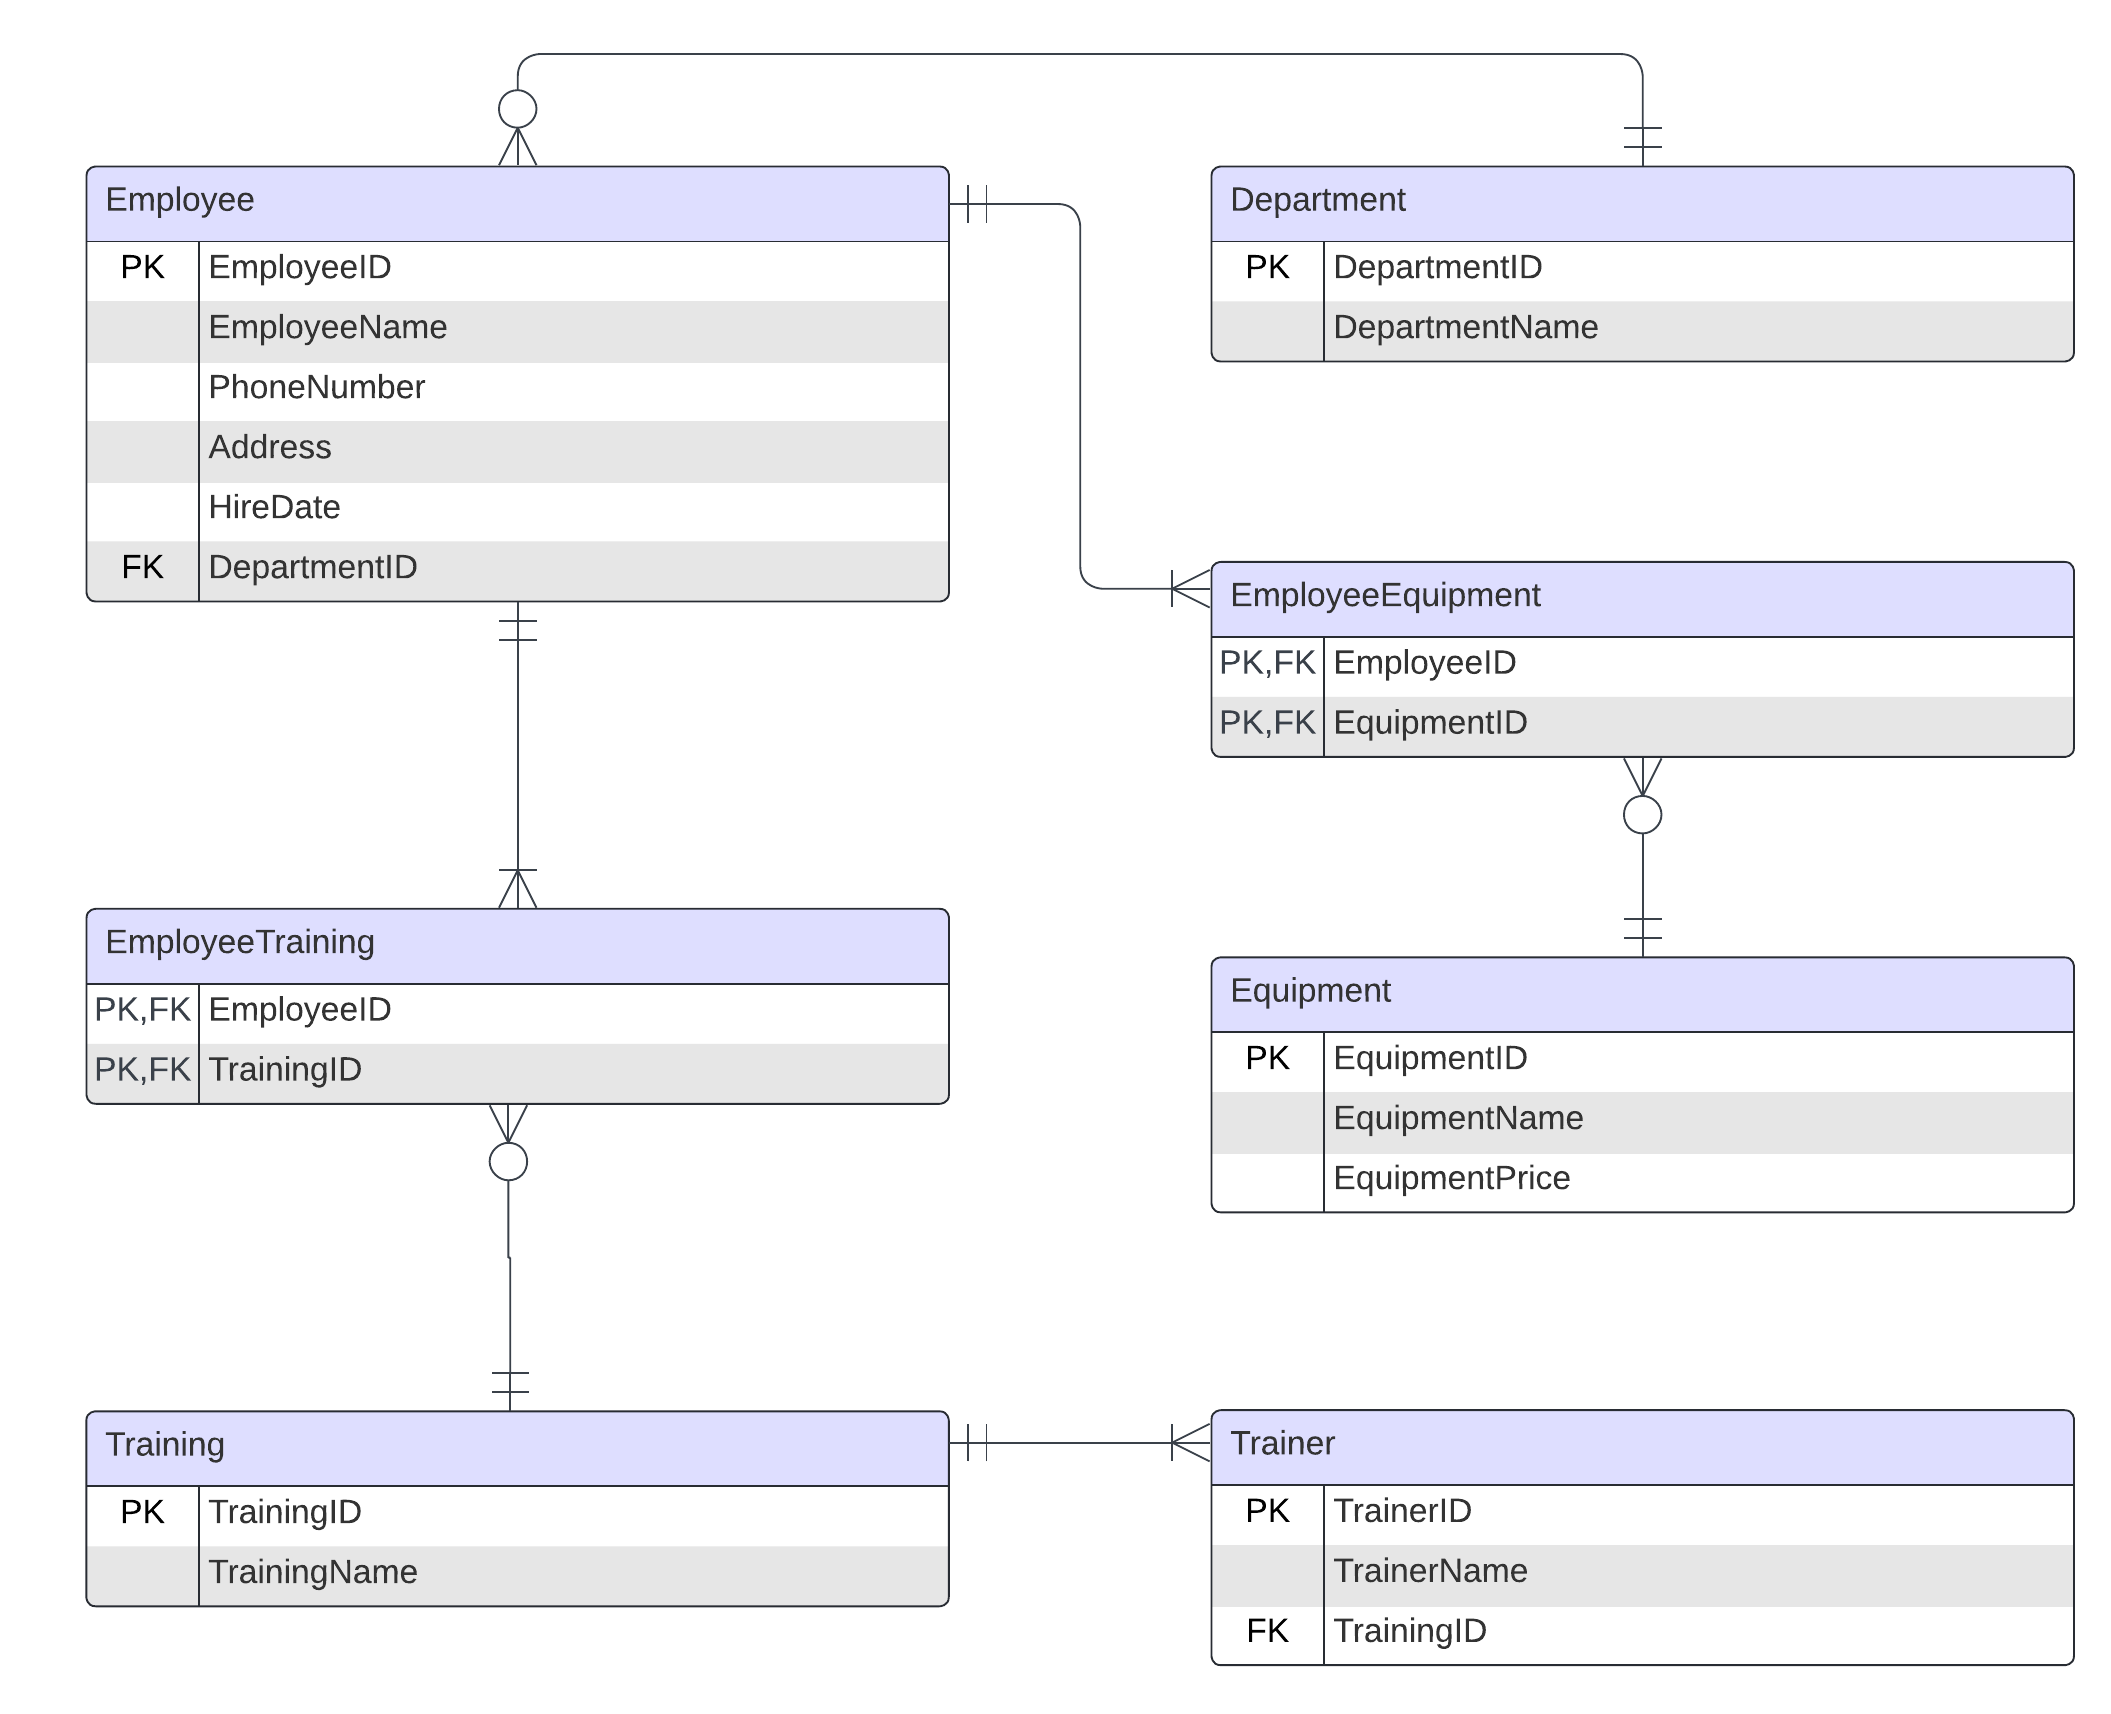 Employee
PK EmployeeID
EmployeeName
PhoneNumber
Address
HireDate
FK DepartmentID
Department
PK DepartmentID
DepartmentName
EmployeeEquipment
PK,FK EmployeeID
PK,FK EquipmentID
EmployeeTraining
PK,FK EmployeeID
PK,FK TrainingID
Equipment
PK EquipmentID
EquipmentName
EquipmentPrice
Training
PK TrainingID
TrainingName
Trainer
PK TrainerID
TrainerName
FK TrainingID